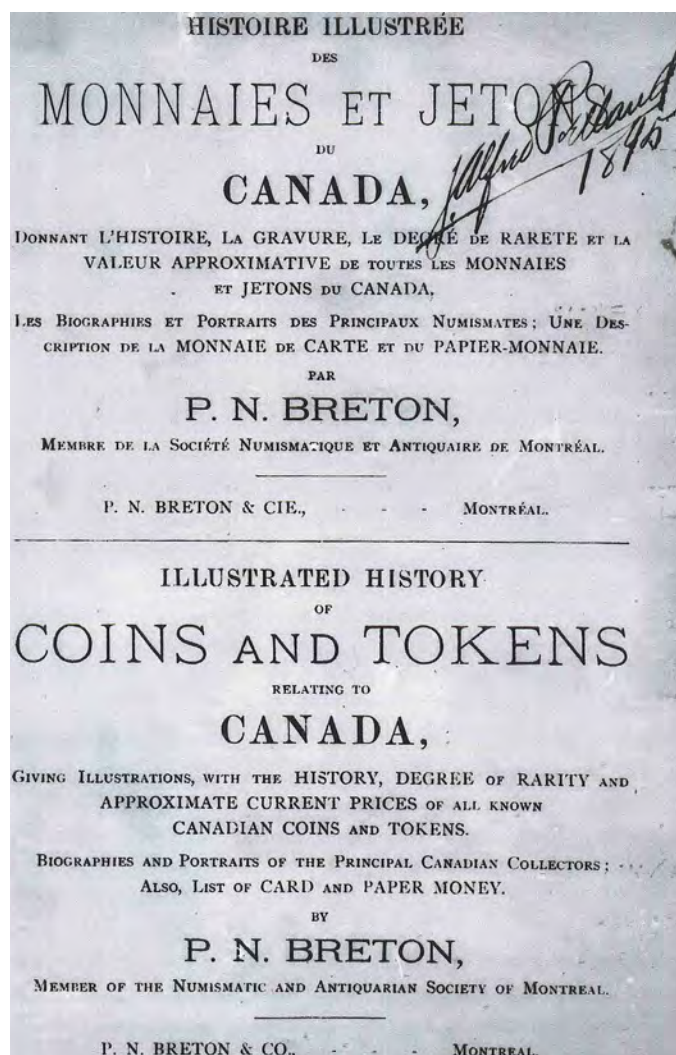 HISTOIRE ILLUSTRÉE
DES
MONNAIES ET JETONS
DU
CANADA,
J. Alfred
1895
DONNANT L'HISTOIRE, LA GRAVURE, LE DEGRÉ DE RARETE ET LA
VALEUR APPROXIMATIVE DE TOUTES LES MONNAIES
ET JETONS DU CANADA,
LES BIOGRAPHIES ET PORTRAITS DES PRINCIPAUX NUMISMATES; UNE DES-
CRIPTION DE LA MONNAIE DE CARTE ET DU PAPIER-MONNAIE.
PAR
P. N. BRETON,
MEMBRE DE LA SOCIÉTÉ NUMISMATIQUE ET ANTIQUAIRE DE MONTRÉAL.
P. N. BRETON & CIE., - - - MONTRÉAL.
ILLUSTRATED HISTORY
OF
COINS AND TOKENS
RELATING TO
CANADA,
GIVING ILLUSTRATIONS, WITH THE HISTORY, DEGREE OF RARITY AND
APPROXIMATE CURRENT PRICES OF ALL KNOWN
CANADIAN COINS AND TOKENS.
BIOGRAPHIES AND PORTRAITS OF THE PRINCIPAL CANADIAN COLLECTORS;
ALSO, LIST OF CARD AND PAPER MONEY.
BY
P. N. BRETON,
MEMBER OF THE NUMISMATIC AND ANTIQUARIAN SOCIETY OF MONTREAL.
P. N. BRETON & CO., - - - MONTREAL.